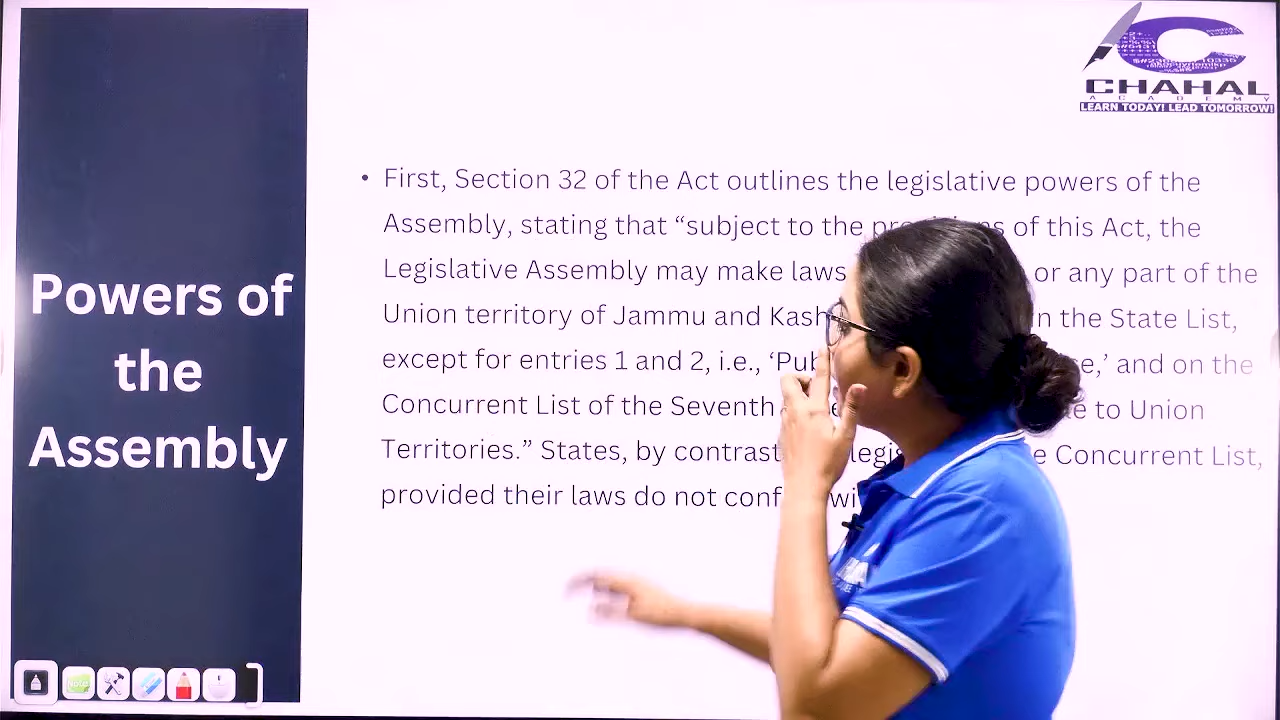 CHAHAL
ACADEMY
LEARN TODAY! LEAD TOMORROW!
Powers of
the
Assembly
• First, Section 32 of the Act outlines the legislative powers of the
Assembly, stating that “subject to the of this Act, the
Legislative Assembly may make laws or any part of the
Union territory of Jammu and in the State List,
except for entries 1 and 2, i.e., and on the
Concurrent List of the Seventh to Union
Territories.” States, by contrast Concurrent List,
provided their laws do not